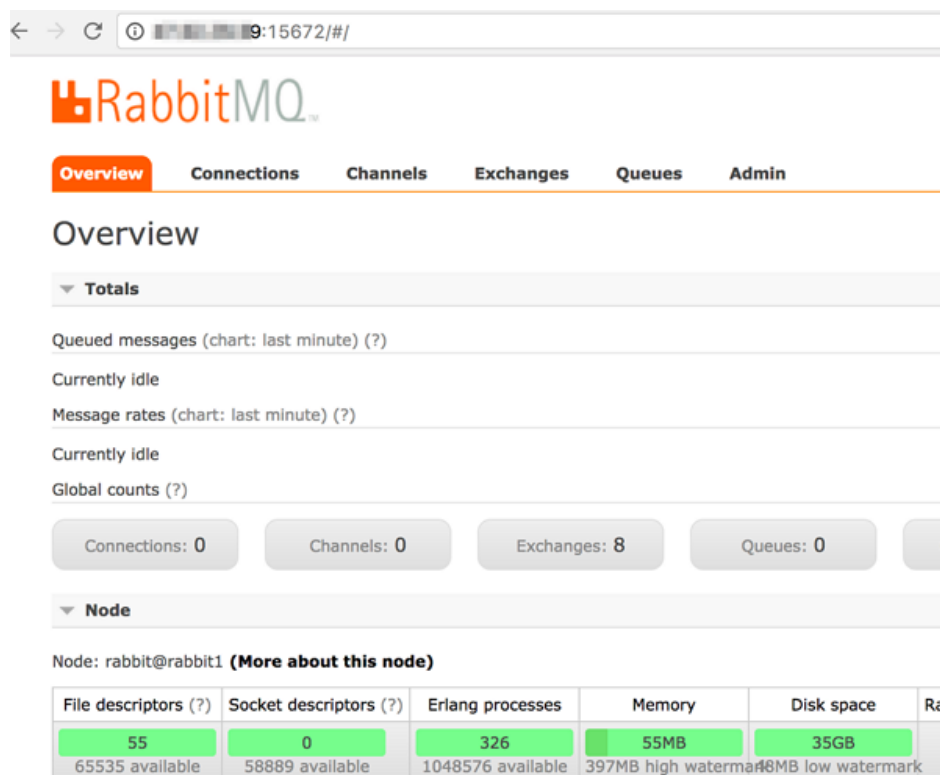 9:15672/#/
RabbitMQ™
Overview Connections Channels Exchanges Queues Admin
Overview
Totals
Queued messages (chart: last minute) (?)
Currently idle
Message rates (chart: last minute) (?)
Currently idle
Global counts (?)
Connections: 0 Channels: 0 Exchanges: 8 Queues: 0
Node
Node: rabbit@rabbit1 (More about this node)
File descriptors (?) Socket descriptors (?) Erlang processes Memory Disk space
55 0 326 55MB 35GB
65535 available 58889 available 1048576 available 397MB high watermark 48MB low watermark